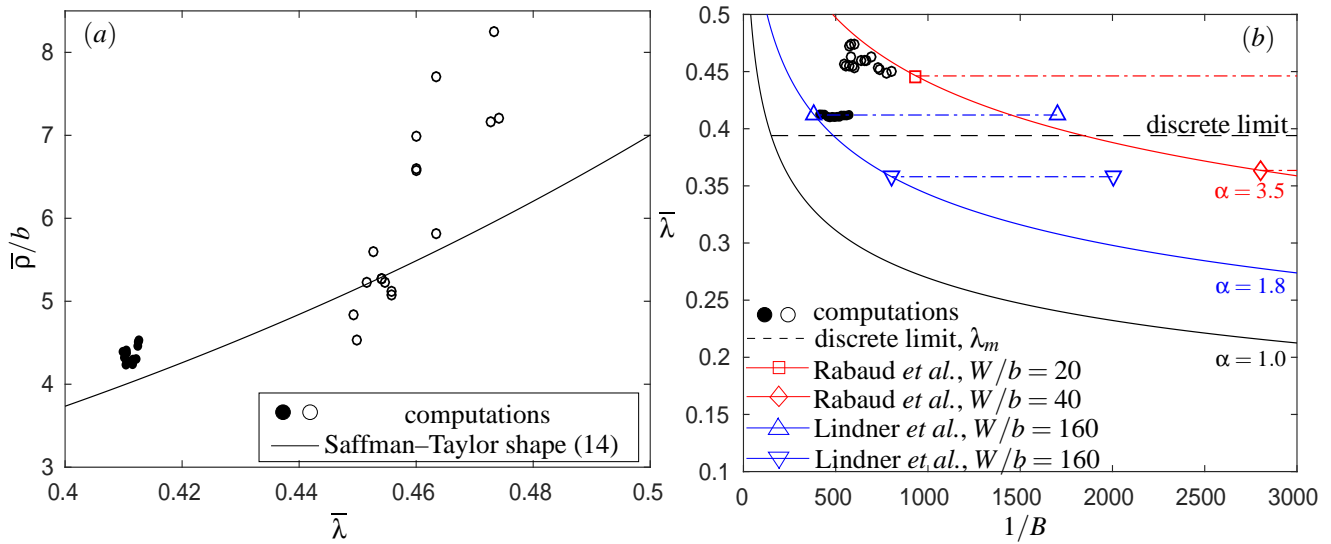 (a)
8
7
6
5
4
3
ρ̅/b
0.4 0.42 0.44 0.46 0.48 0.5
λ̅
computations
Saffman–Taylor shape (14)
(b)
0.5
0.45
0.4
0.35
0.3
0.25
0.2
0.15
0.1
λ̅
0 500 1000 1500 2000 2500 3000
1/B
discrete limit
α = 3.5
α = 1.8
α = 1.0
computations
discrete limit, λm
Rabaud et al., W/b = 20
Rabaud et al., W/b = 40
Lindner et al., W/b = 160
Lindner et al., W/b = 160